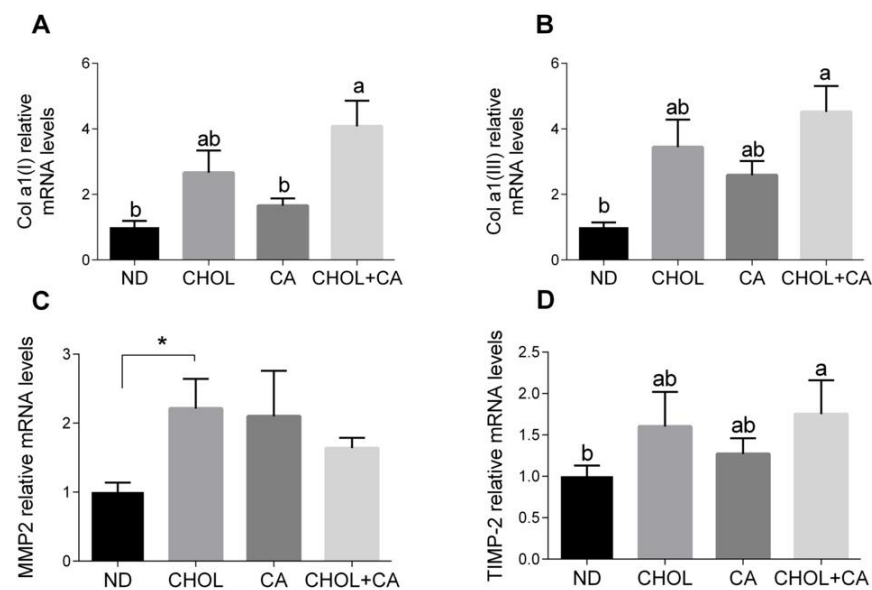 A
Col a1(I) relative
mRNA levels
6
4
2
0
b
ab
b
a
ND CHOL CA CHOL+CA
B
Col a1(III) relative
mRNA levels
6
4
2
0
b
ab
ab
a
ND CHOL CA CHOL+CA
C
MMP2 relative mRNA levels
3
2
1
0
*
ND CHOL CA CHOL+CA
D
TIMP-2 relative mRNA levels
2.5
2.0
1.5
1.0
0.5
0.0
b
ab
ab
a
ND CHOL CA CHOL+CA